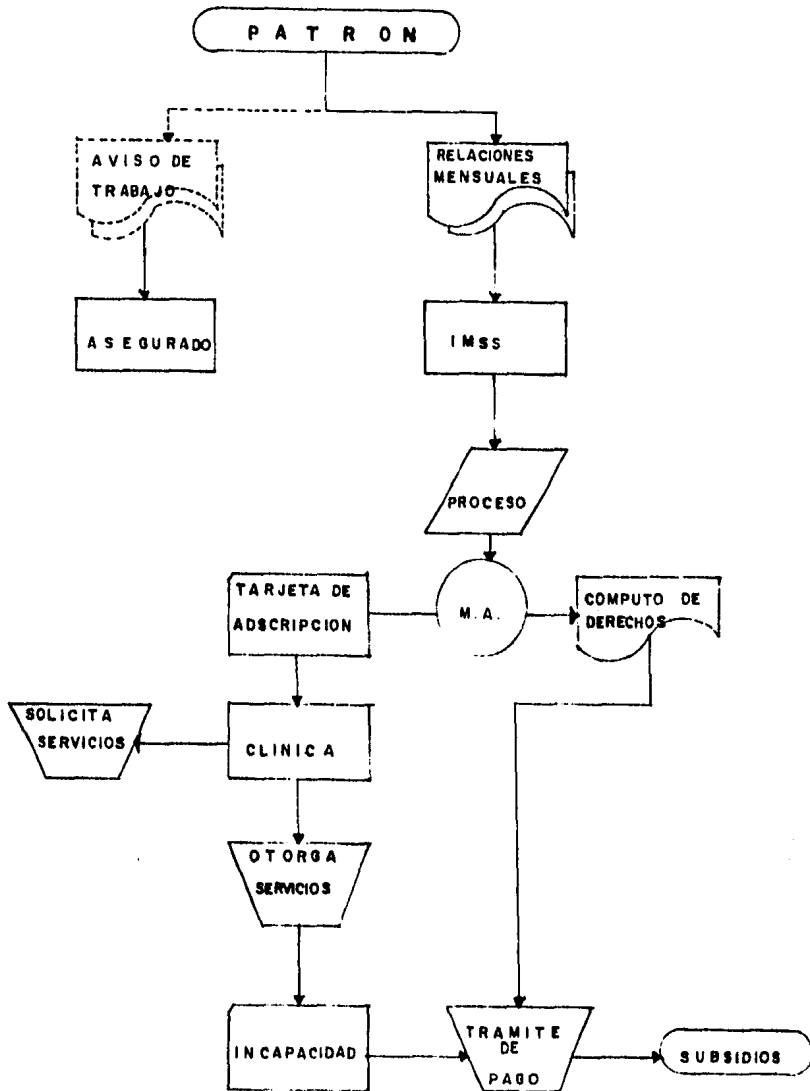 PATRON
AVISO DE
TRABAJO
RELACIONES
MENSUALES
ASEGURADO
IMSS
PROCESO
TARJETA DE
ADSCRIPCION
M.A.
COMPUTO DE
DERECHOS
SOLICITA
SERVICIOS
CLINICA
OTORGA
SERVICIOS
INCAPACIDAD
TRAMITE
DE
PAGO
SUBSIDIOS